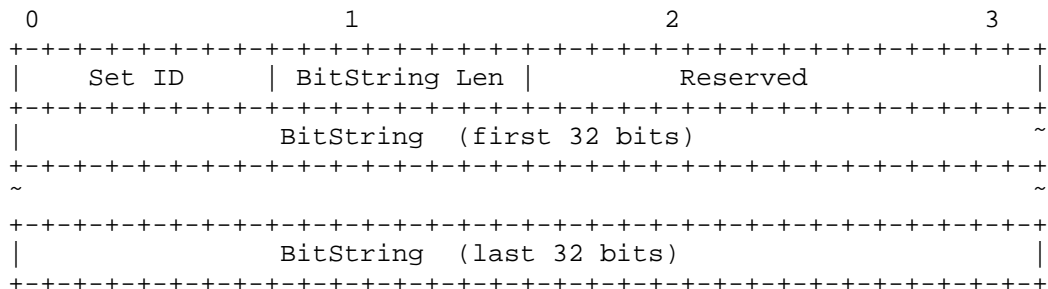 0                   1                   2                   3
+-+-+-+-+-+-+-+-+-+-+-+-+-+-+-+-+-+-+-+-+-+-+-+-+-+-+-+-+-+-+-+-+
|    Set ID     | BitString Len |         Reserved              |
+-+-+-+-+-+-+-+-+-+-+-+-+-+-+-+-+-+-+-+-+-+-+-+-+-+-+-+-+-+-+-+-+
|                BitString  (first 32 bits)                     ~
+-+-+-+-+-+-+-+-+-+-+-+-+-+-+-+-+-+-+-+-+-+-+-+-+-+-+-+-+-+-+-+-+
~                                                               ~
+-+-+-+-+-+-+-+-+-+-+-+-+-+-+-+-+-+-+-+-+-+-+-+-+-+-+-+-+-+-+-+-+
|                BitString  (last 32 bits)                      |
+-+-+-+-+-+-+-+-+-+-+-+-+-+-+-+-+-+-+-+-+-+-+-+-+-+-+-+-+-+-+-+-+